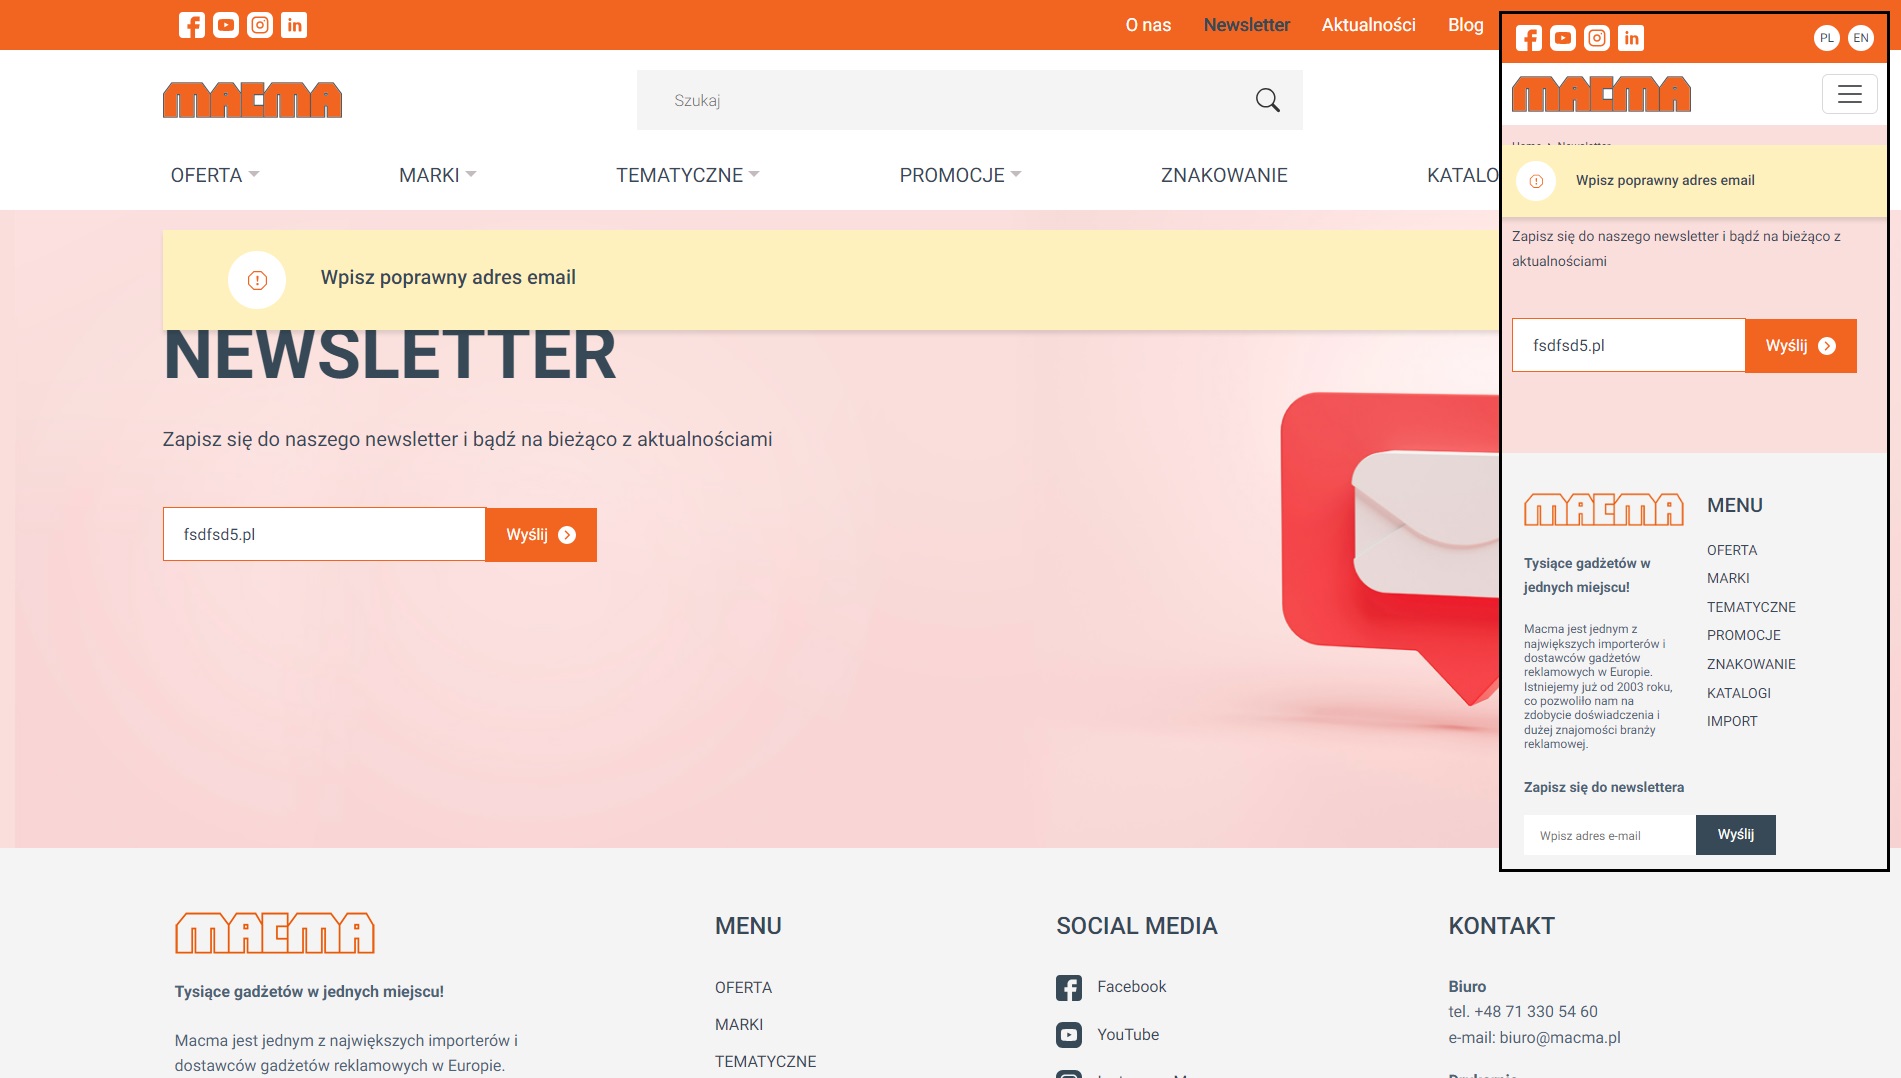 O nas Newsletter Aktualności Blog
MACMA
Szukaj
OFERTA MARKI TEMATYCZNE PROMOCJE ZNAKOWANIE KATALO
Wpisz poprawny adres email
NEWSLETTER
Zapisz się do naszego newsletter i bądź na bieżąco z aktualnościami
fsdfsd5.pl Wyślij
MACMA
Tysiące gadżetów w jednych miejscu!
Macma jest jednym z największych importerów i
dostawców gadżetów reklamowych w Europie.
MENU
OFERTA
MARKI
TEMATYCZNE
SOCIAL MEDIA
Facebook
YouTube
KONTAKT
Biuro
tel. +48 71 330 54 60
e-mail: biuro@macma.pl
PL EN
MACMA
Wpisz poprawny adres email
Zapisz się do naszego newsletter i bądź na bieżąco z
aktualnościami
fsdfsd5.pl Wyślij
MACMA
Tysiące gadżetów w
jednych miejscu!
Macma jest jednym z
największych importerów i
dostawców gadżetów
reklamowych w Europie.
Istniejemy już od 2003 roku,
co pozwoliło nam na
zdobycie doświadczenia i
dużej znajomości branży
reklamowej.
MENU
OFERTA
MARKI
TEMATYCZNE
PROMOCJE
ZNAKOWANIE
KATALOGI
IMPORT
Zapisz się do newslettera
Wpisz adres e-mail Wyślij